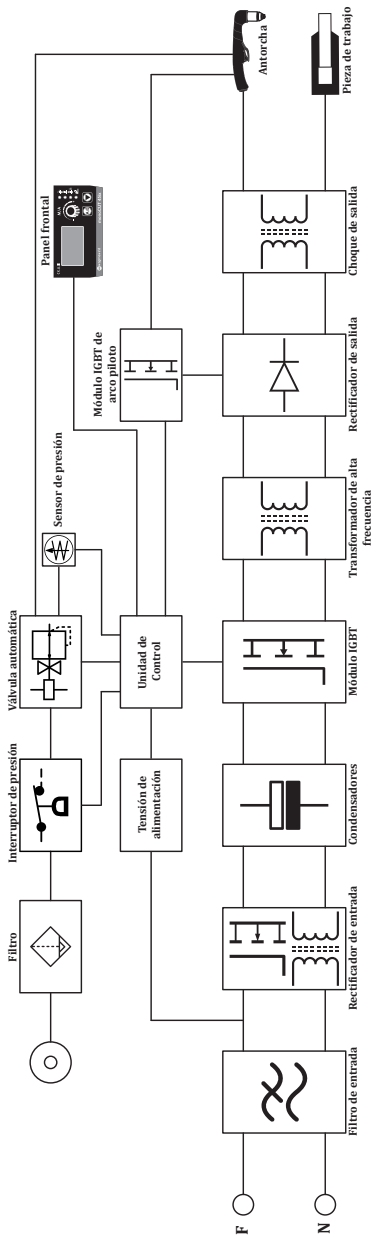 Antorcha
Pieza de trabajo
Panel frontal
Choque de salida
Módulo IGBT de
arco piloto
Rectificador de salida
Sensor de presión
Transformador de alta
frecuencia
Válvula automática
Unidad de
Control
Módulo IGBT
Interruptor de presión
Tensión de
alimentación
Condensadores
Filtro
Rectificador de entrada
Filtro de entrada
F
N